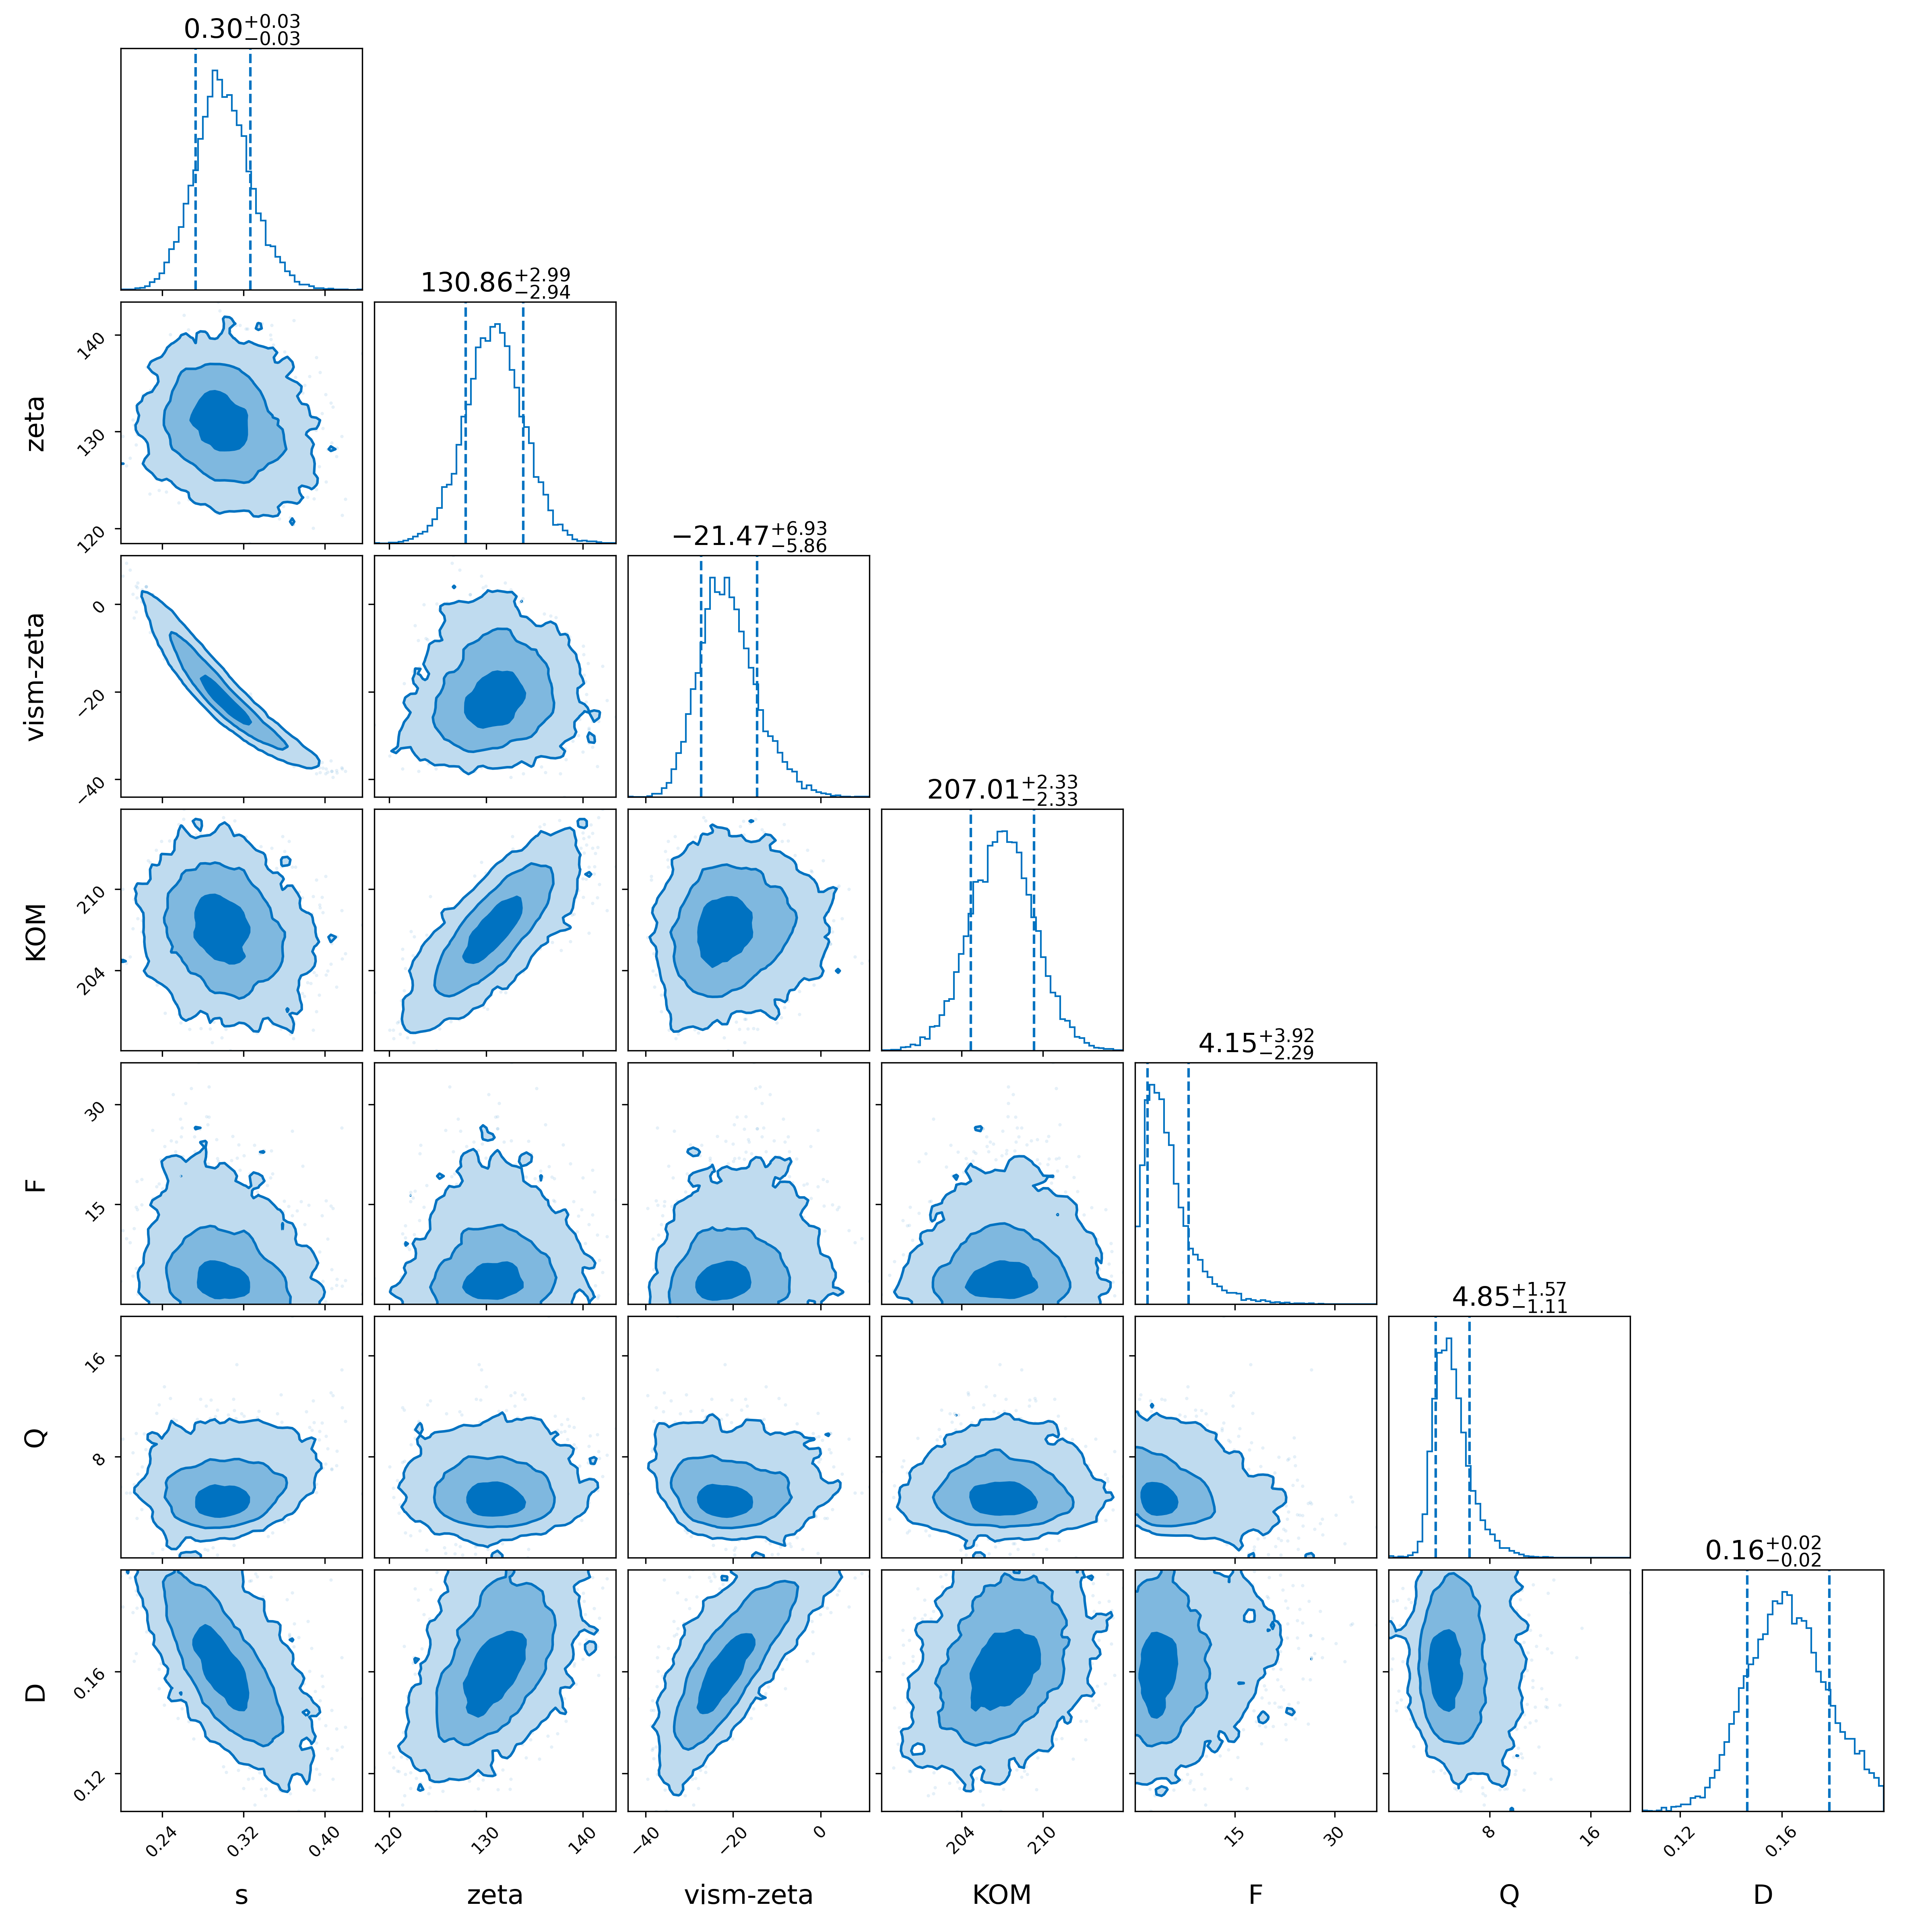 0.30+0.03−0.03
130.86+2.99−2.94
zeta
140
130
120
−21.47+6.93−5.86
vism-zeta
0
−20
−40
207.01+2.33−2.33
KOM
210
204
4.15+3.92−2.29
F
30
15
4.85+1.57−1.11
Q
16
8
0.16+0.02−0.02
D
0.16
0.12
0.24 0.32 0.40 120 130 140 −40 −20 0 204 210 15 30 8 16 0.12 0.16
s zeta vism-zeta KOM F Q D